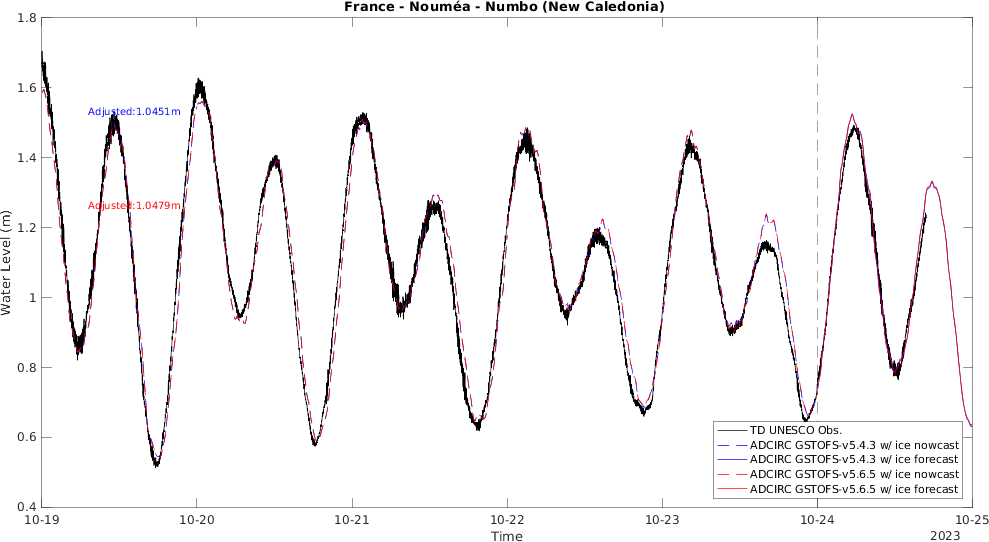 France - Nouméa - Numbo (New Caledonia)
1.8
1.6
1.4
1.2
1
0.8
0.6
0.4
Water Level (m)
Adjusted:1.0451m
Adjusted:1.0479m
TD UNESCO Obs.
ADCIRC GSTOFS-v5.4.3 w/ ice nowcast
ADCIRC GSTOFS-v5.4.3 w/ ice forecast
ADCIRC GSTOFS-v5.6.5 w/ ice nowcast
ADCIRC GSTOFS-v5.6.5 w/ ice forecast
10-19 10-20 10-21 10-22 10-23 10-24 10-25
Time
2023